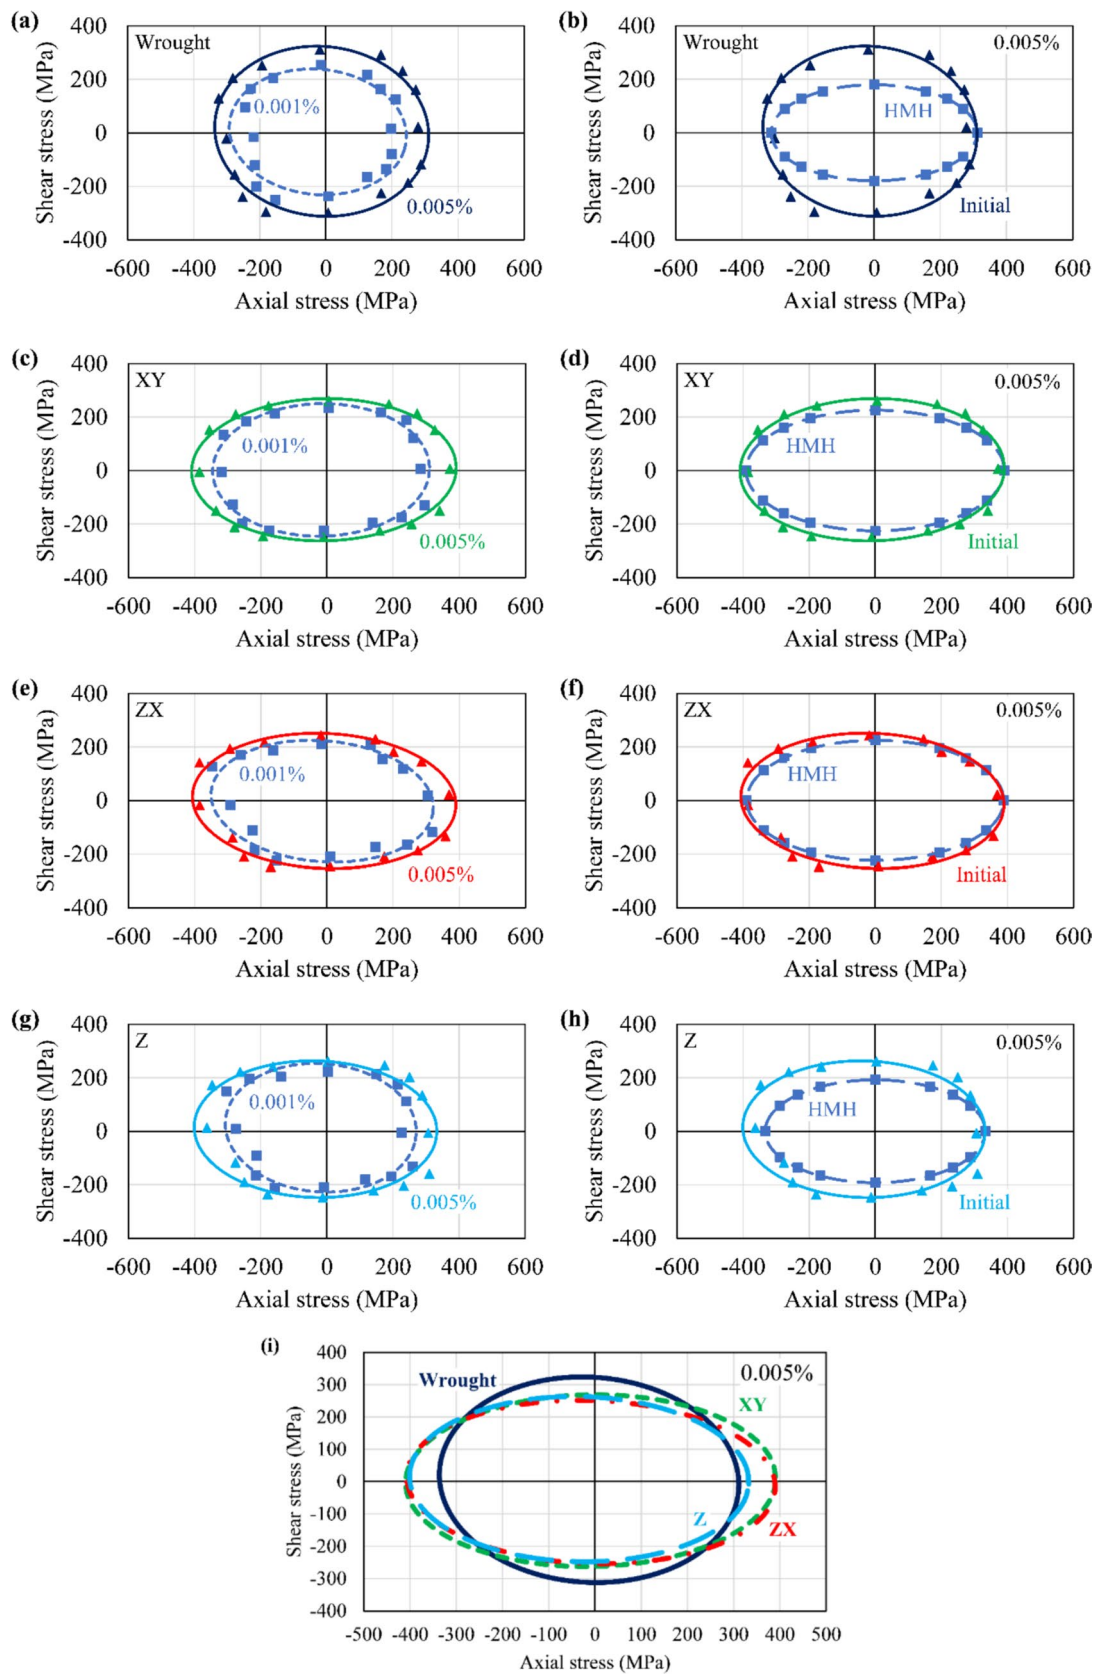 (a)
400
Wrought
200
0.001%
0
-200
0.005%
-400
-600 -400 -200 0 200 400 600
Axial stress (MPa)
Shear stress (MPa)
(b)
400
Wrought
0.005%
200
HMH
0
-200
Initial
-400
-600 -400 -200 0 200 400 600
Axial stress (MPa)
Shear stress (MPa)
(c)
400
XY
200
0.001%
0
-200
0.005%
-400
-600 -400 -200 0 200 400 600
Axial stress (MPa)
Shear stress (MPa)
(d)
400
XY
0.005%
200
HMH
0
-200
Initial
-400
-600 -400 -200 0 200 400 600
Axial stress (MPa)
Shear stress (MPa)
(e)
400
ZX
200
0.001%
0
-200
0.005%
-400
-600 -400 -200 0 200 400 600
Axial stress (MPa)
Shear stress (MPa)
(f)
400
ZX
0.005%
200
HMH
0
-200
Initial
-400
-600 -400 -200 0 200 400 600
Axial stress (MPa)
Shear stress (MPa)
(g)
400
Z
200
0.001%
0
-200
0.005%
-400
-600 -400 -200 0 200 400 600
Axial stress (MPa)
Shear stress (MPa)
(h)
400
Z
0.005%
200
HMH
0
-200
Initial
-400
-600 -400 -200 0 200 400 600
Axial stress (MPa)
Shear stress (MPa)
(i)
400
Wrought
0.005%
300
XY
200
100
0
-100
Z
ZX
-200
-300
-400
-500 -400 -300 -200 -100 0 100 200 300 400 500
Axial stress (MPa)
Shear stress (MPa)